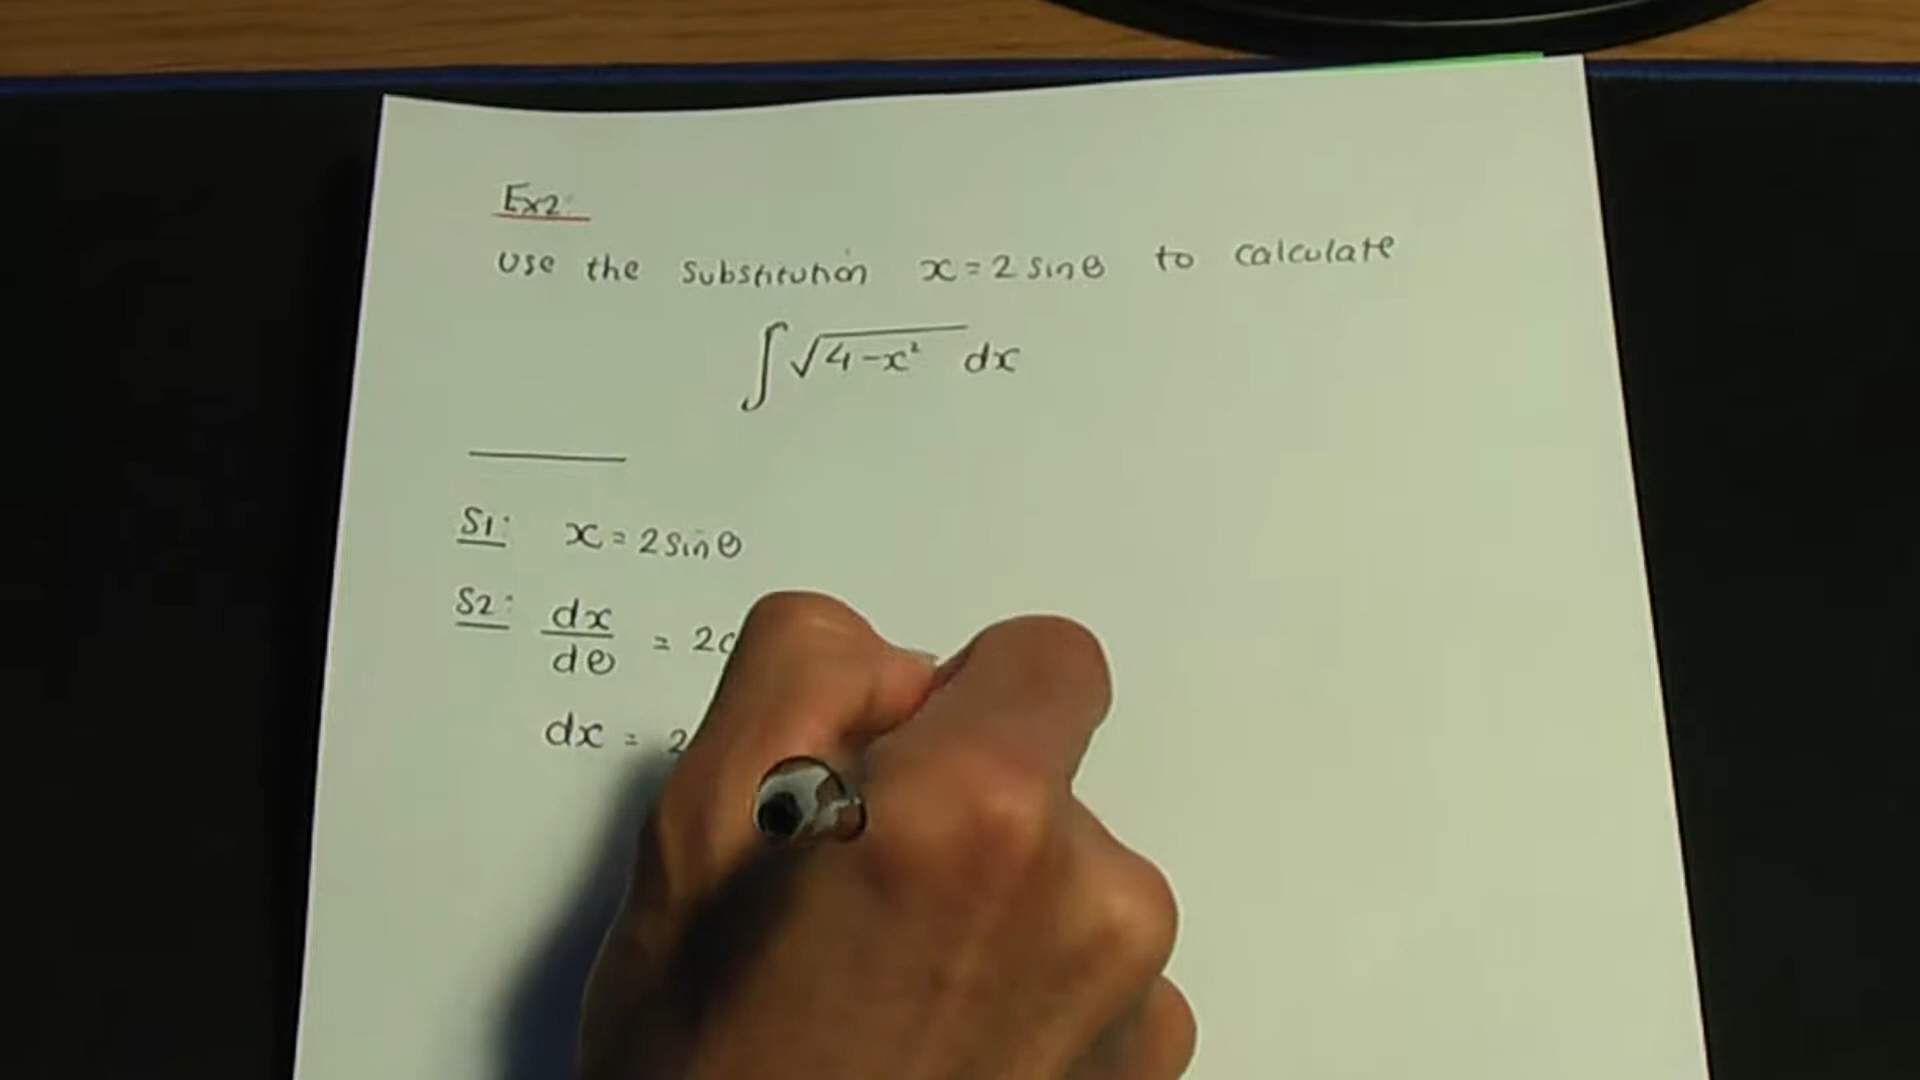 Ex2:
Use the substitution x = 2 sin θ to calculate
∫√(4-x²) dx
S1: x = 2 sin θ
S2: dx/dθ = 2c
dx = 2